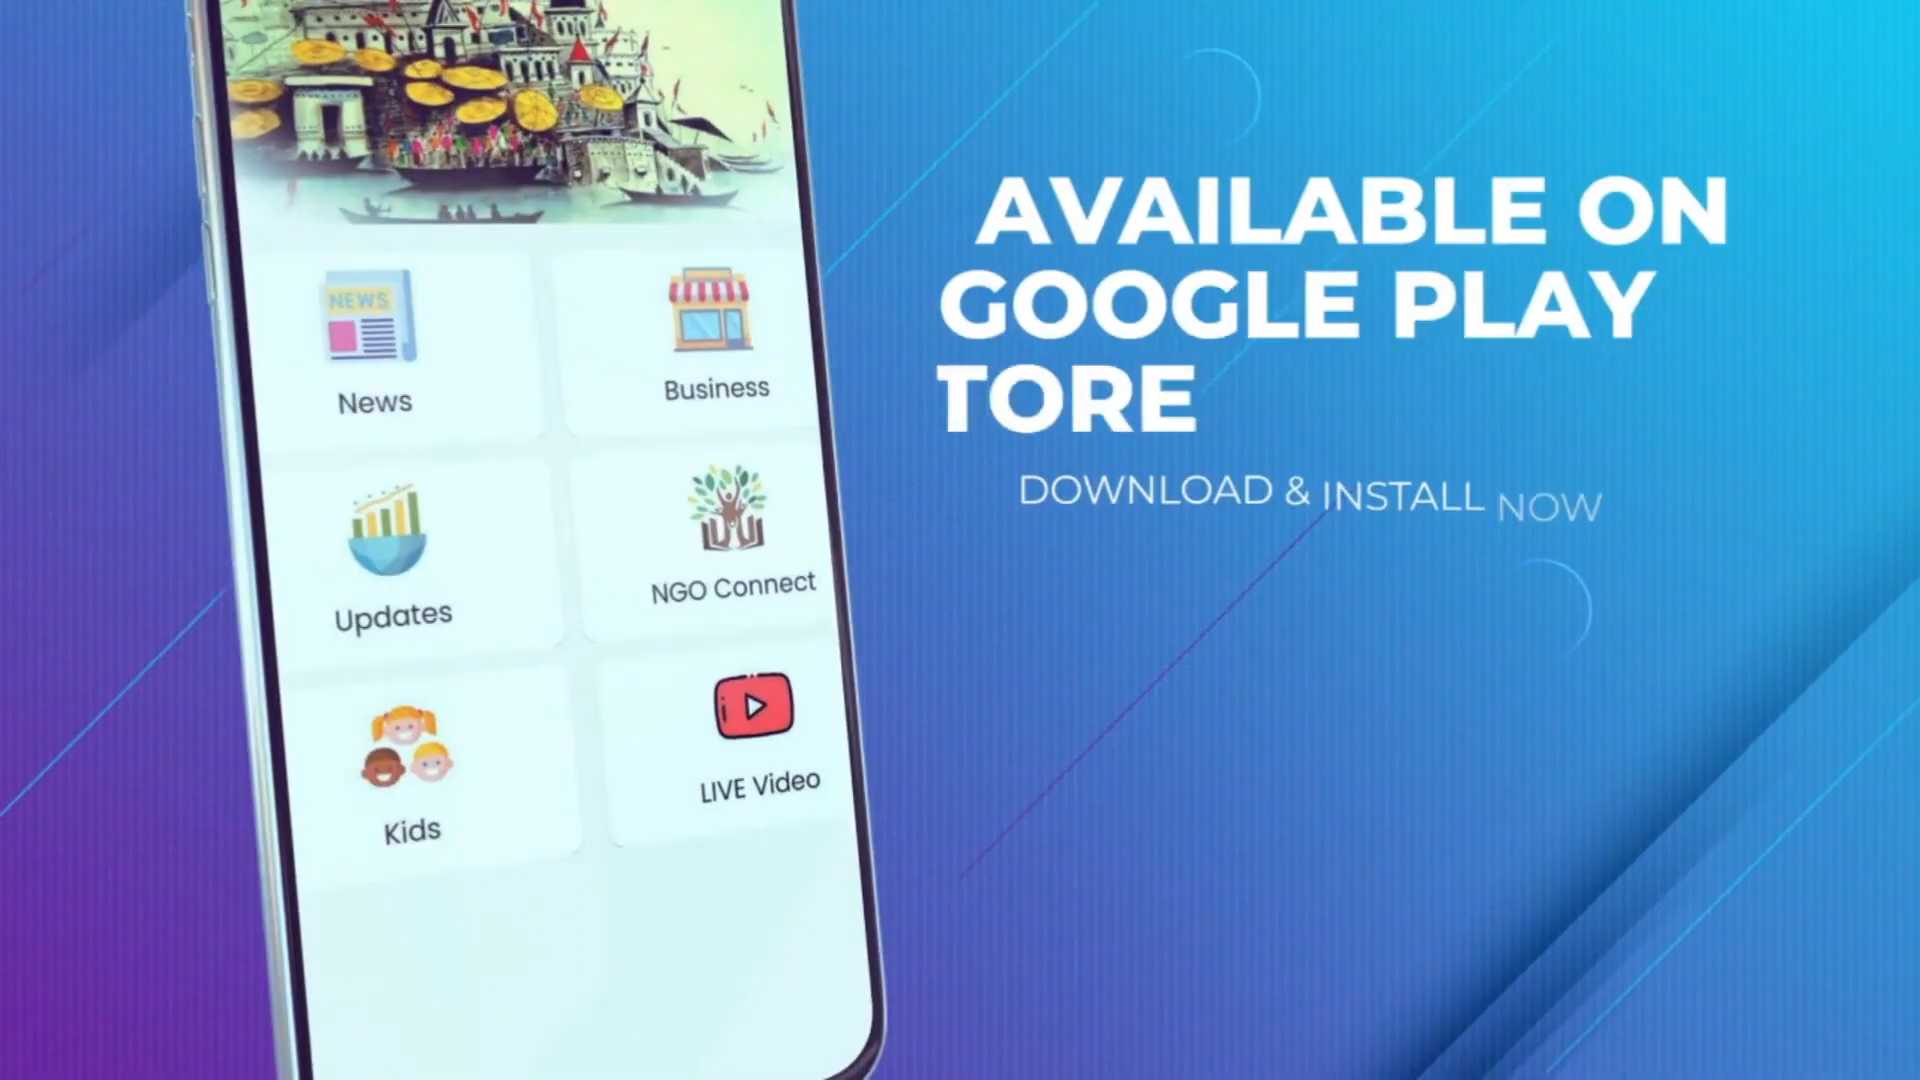 AVAILABLE ON
GOOGLE PLAY
TORE
DOWNLOAD & INSTALL NOW
NEWS
News
Business
Updates
NGO Connect
Kids
LIVE Video